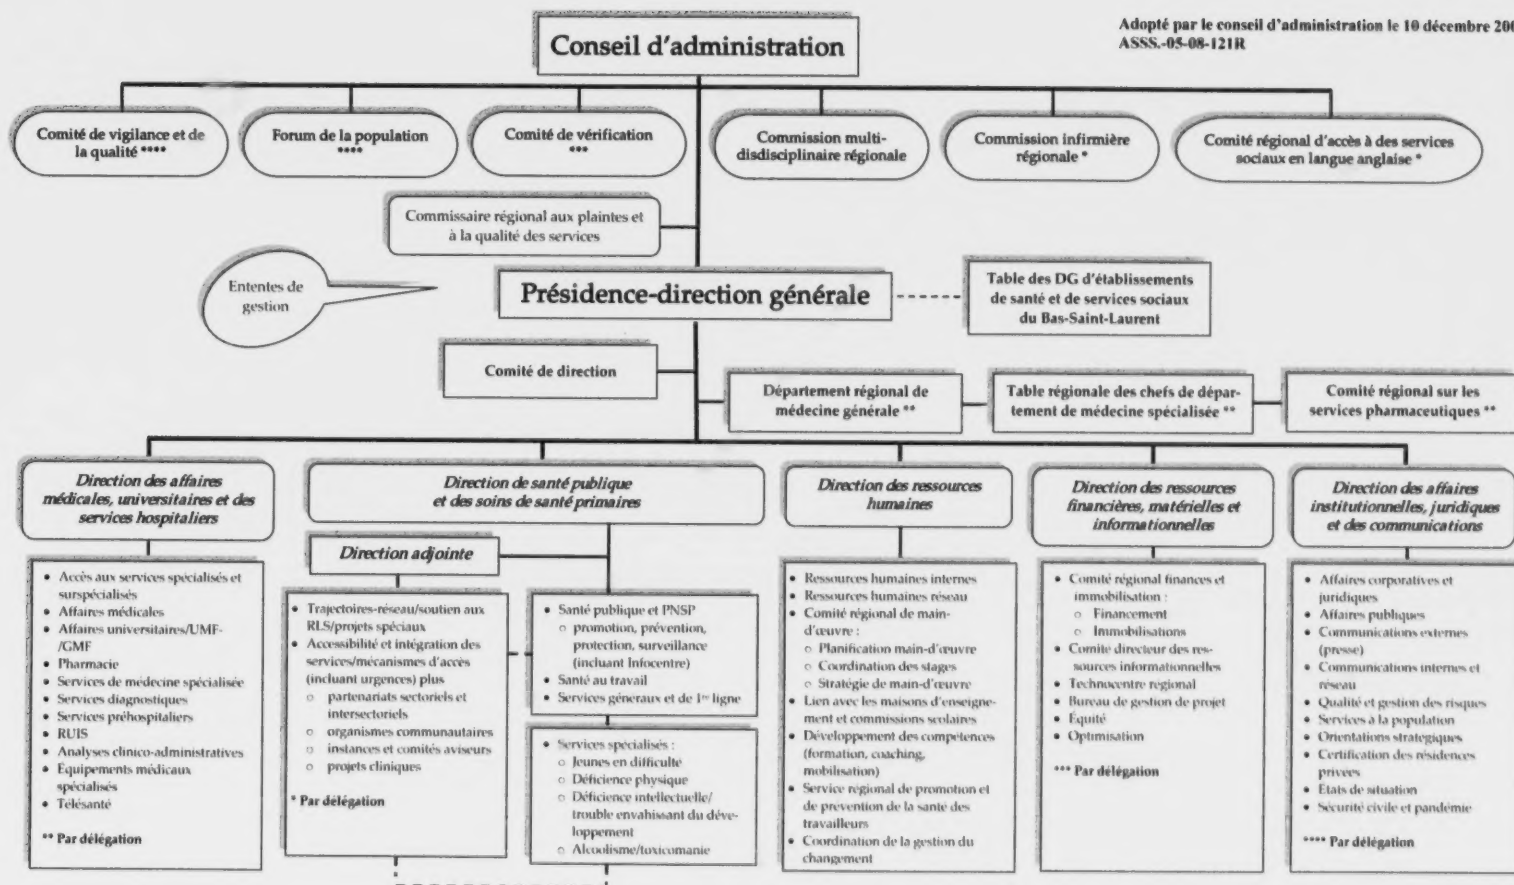 Adopté par le conseil d'administration le 10 décembre 200
ASSS.-05-08-121R
Conseil d'administration
Comité de vigilance et de
la qualité ****
Forum de la population
****
Comité de vérification
***
Commission multi-
disdisciplinaire régionale
Commission infirmière
régionale *
Comité régional d'accès à des services
sociaux en langue anglaise *
Commissaire régional aux plaintes et
à la qualité des services
Ententes de
gestion
Présidence-direction générale
Table des DG d'établissements
de santé et de services sociaux
du Bas-Saint-Laurent
Comité de direction
Département régional de
médecine générale **
Table régionale des chefs de dépar-
tement de médecine spécialisée **
Comité régional sur les
services pharmaceutiques **
Direction des affaires
médicales, universitaires et des
services hospitaliers
• Accès aux services spécialisés et
surspécialisés
• Affaires médicales
• Affaires universitaires/UMF-
/GMF
• Pharmacie
• Services de médecine spécialisée
• Services diagnostiques
• Services préhospitaliers
• RUIS
• Analyses clinico-administratives
• Équipements médicaux
spécialisés
• Télésanté
** Par délégation
Direction de santé publique
et des soins de santé primaires
Direction adjointe
• Trajectoires-réseau/soutien aux
RLS/projets spéciaux
• Accessibilité et intégration des
services/mécanismes d'accès
(incluant urgences) plus
o partenariats sectoriels et
intersectoriels
o organismes communautaires
o instances et comités aviseurs
o projets cliniques
* Par délégation
• Santé publique et PNSP
o promotion, prévention,
protection, surveillance
(incluant Infocentre)
• Santé au travail
• Services généraux et de 1re ligne
• Services spécialisés :
o Jeunes en difficulté
o Déficience physique
o Déficience intellectuelle/
trouble envahissant du déve-
loppement
o Alcoolisme/toxicomanie
Direction des ressources
humaines
• Ressources humaines internes
• Ressources humaines réseau
• Comité régional de main-
d'œuvre :
o Planification main-d'œuvre
o Coordination des stages
o Stratégie de main-d'œuvre
• Lien avec les maisons d'enseigne-
ment et commissions scolaires
• Développement des compétences
(formation, coaching,
mobilisation)
• Service régional de promotion et
de prévention de la santé des
travailleurs
• Coordination de la gestion du
changement
Direction des ressources
financières, matérielles et
informationnelles
• Comité régional finances et
immobilisation :
o Financement
o Immobilisations
• Comité directeur des res-
sources informationnelles
• Technocentre régional
• Bureau de gestion de projet
• Équité
• Optimisation
*** Par délégation
Direction des affaires
institutionnelles, juridiques
et des communications
• Affaires corporatives et
juridiques
• Affaires publiques
• Communications externes
(presse)
• Communications internes et
réseau
• Qualité et gestion des risques
• Services à la population
• Orientations stratégiques
• Certification des résidences
privées
• États de situation
• Sécurité civile et pandémie
**** Par délégation